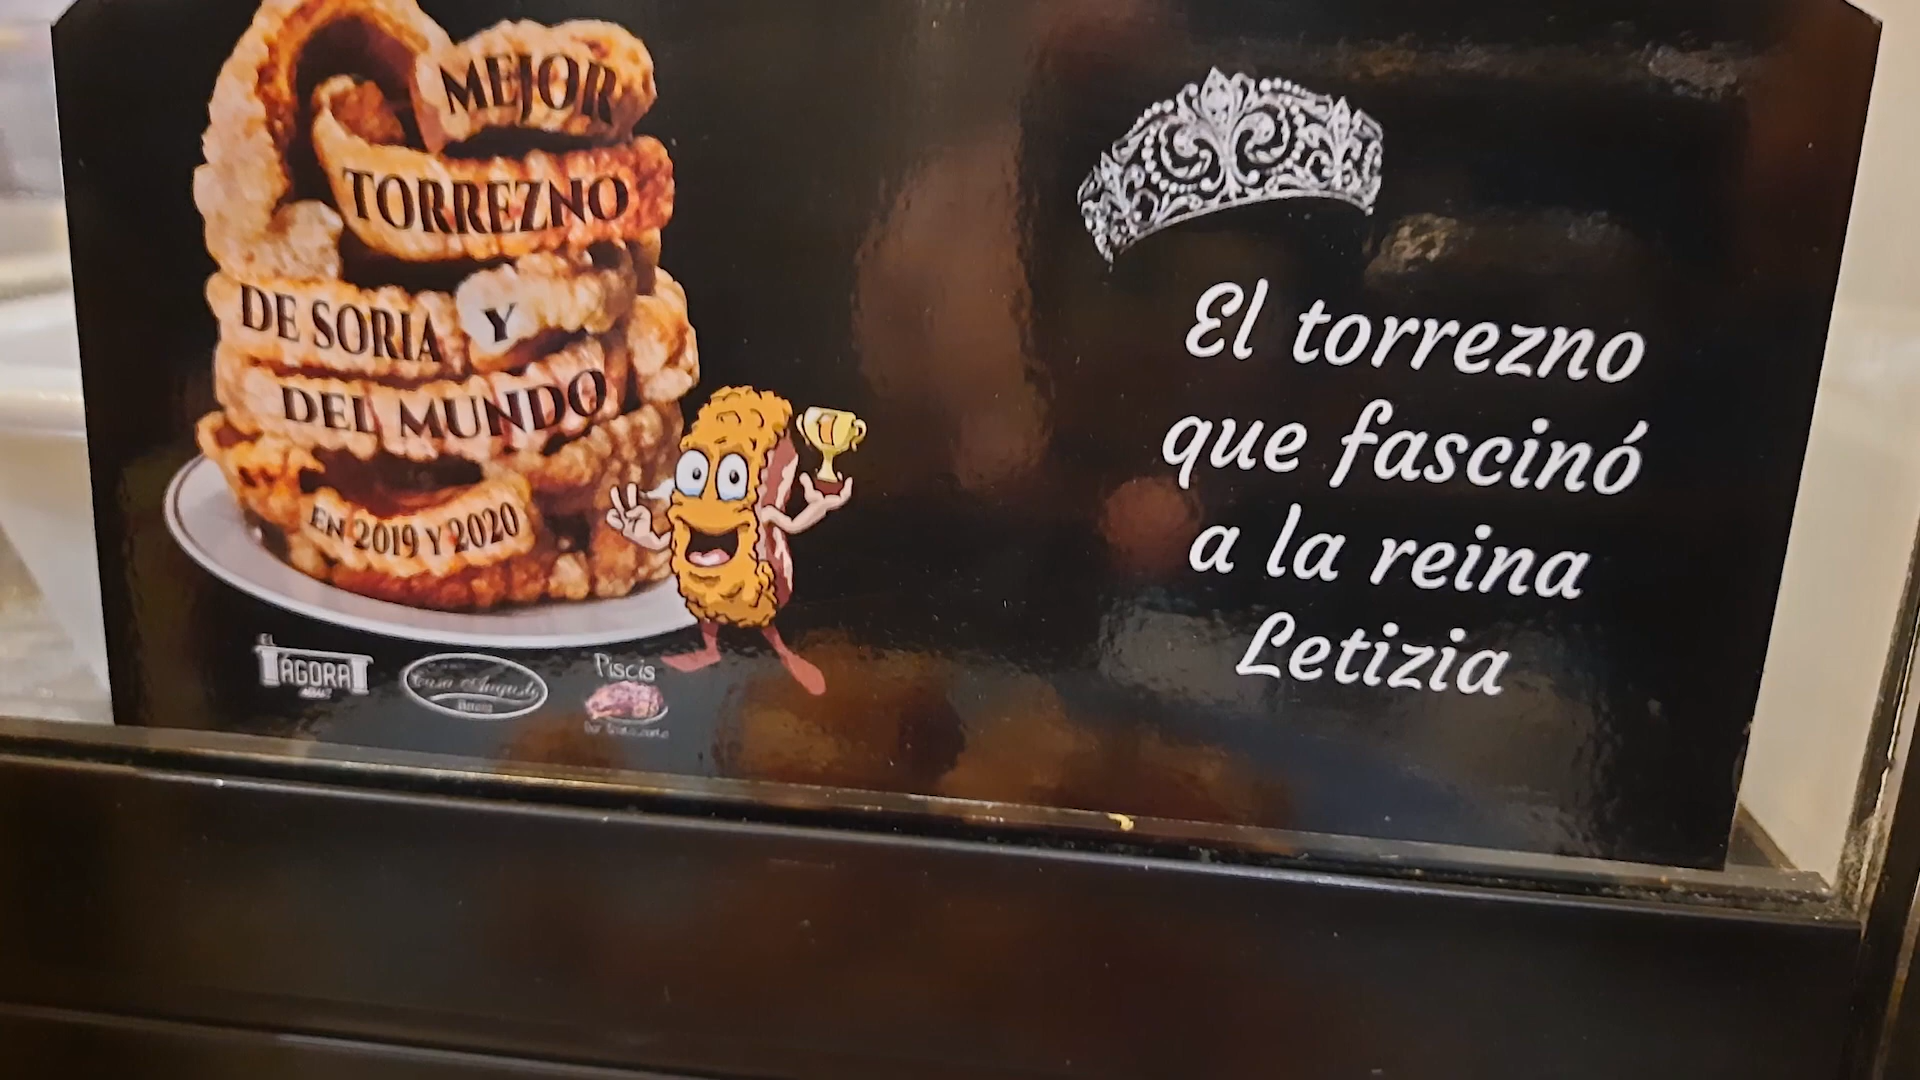 MEJOR
TORREZNO
DE SORIA Y
DEL MUNDO
EN 2019 Y 2020
EL
ÁGORA
Casa Augusto
Piscis
El torrezno
que fascinó
a la reina
Letizia